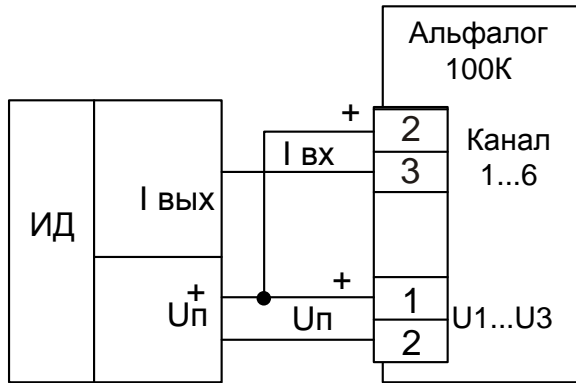 Альфалог
100К
+
2
I вх
Канал
3
1...6
I вых
ИД
+
+
1
Uп
Uп
U1...U3
2